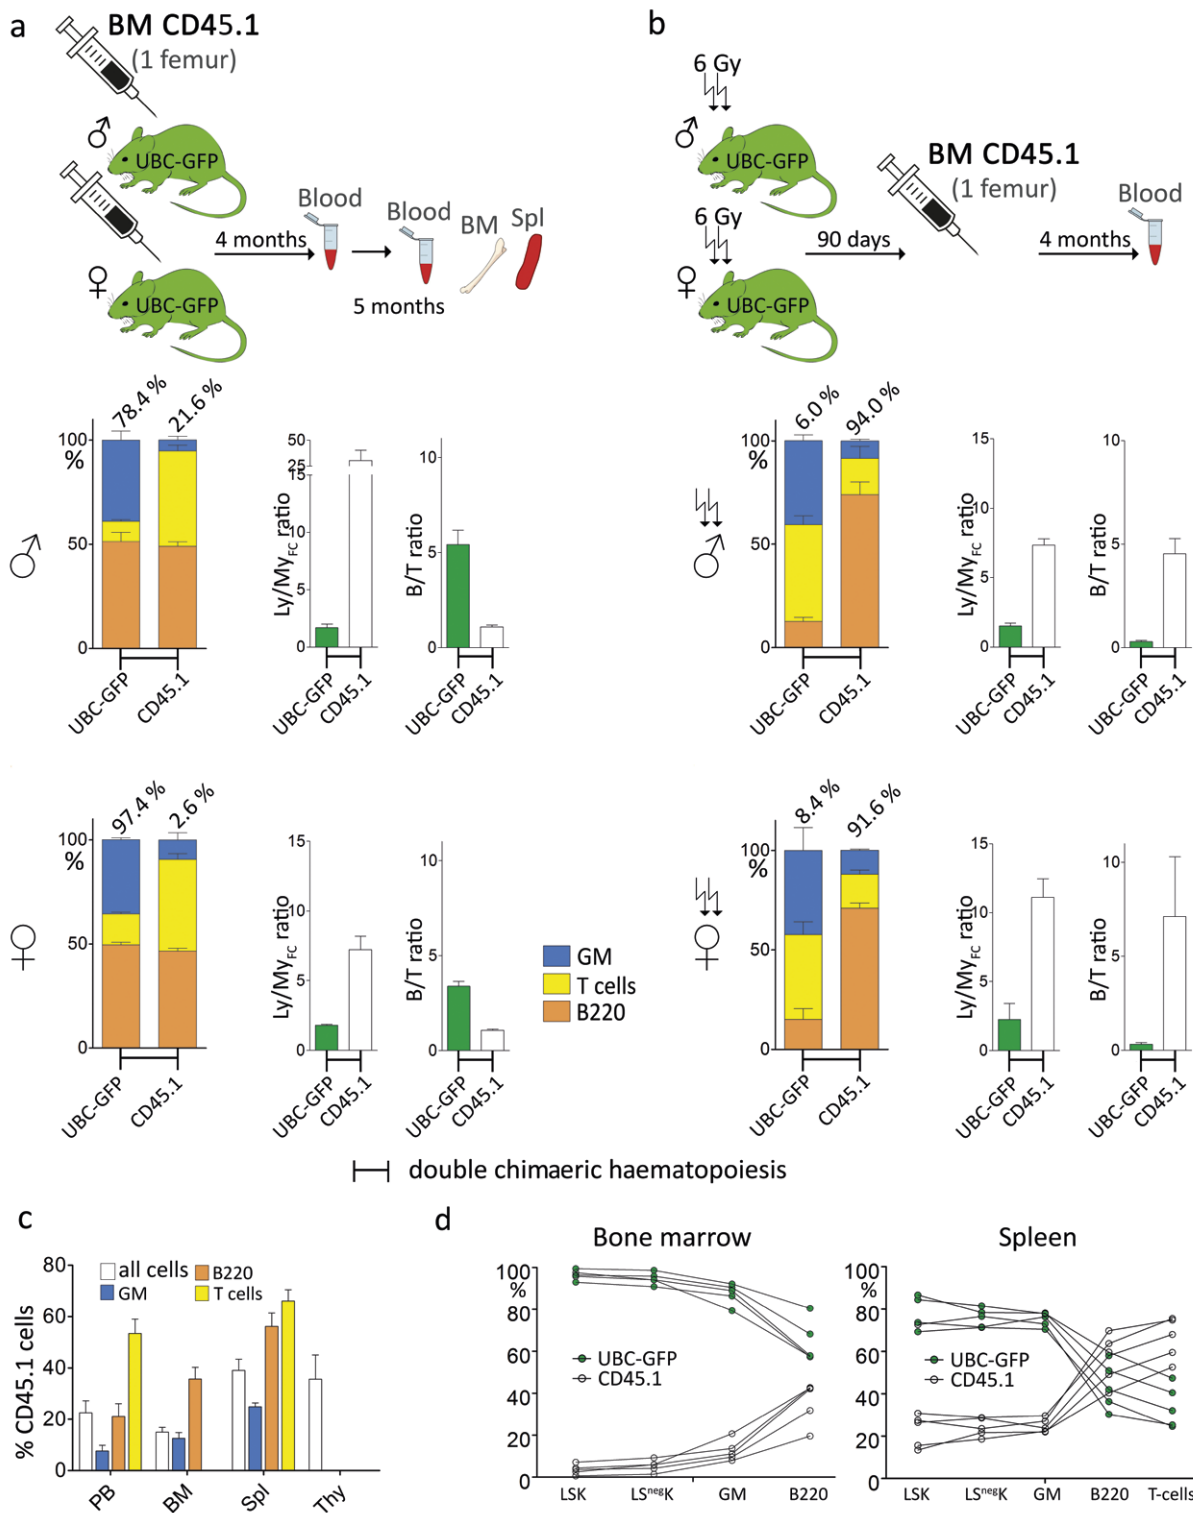 a
BM CD45.1
(1 femur)
♂
UBC-GFP
♀
UBC-GFP
4 months
Blood
5 months
Blood
BM
Spl
b
6 Gy
♂
UBC-GFP
6 Gy
♀
UBC-GFP
90 days
BM CD45.1
(1 femur)
4 months
Blood
♂
78.4 %
21.6 %
100
%
50
0
UBC-GFP
CD45.1
Ly/MyFC ratio
50
25
15
10
5
0
UBC-GFP
CD45.1
B/T ratio
10
5
0
UBC-GFP
CD45.1
♂
6.0 %
94.0 %
100
%
50
0
UBC-GFP
CD45.1
Ly/MyFC ratio
15
10
5
0
UBC-GFP
CD45.1
B/T ratio
10
5
0
UBC-GFP
CD45.1
♀
97.4 %
2.6 %
100
%
50
0
UBC-GFP
CD45.1
Ly/MyFC ratio
15
10
5
0
UBC-GFP
CD45.1
B/T ratio
10
5
0
UBC-GFP
CD45.1
GM
T cells
B220
♀
8.4 %
91.6 %
100
%
50
0
UBC-GFP
CD45.1
Ly/MyFC ratio
15
10
5
0
UBC-GFP
CD45.1
B/T ratio
10
5
0
UBC-GFP
CD45.1
double chimaeric haematopoiesis
c
% CD45.1 cells
80
60
40
20
0
all cells
B220
GM
T cells
PB
BM
Spl
Thy
d
Bone marrow
100
%
80
60
40
20
0
UBC-GFP
CD45.1
LSK
LSnegK
GM
B220
Spleen
100
%
80
60
40
20
0
UBC-GFP
CD45.1
LSK
LSnegK
GM
B220
T-cells